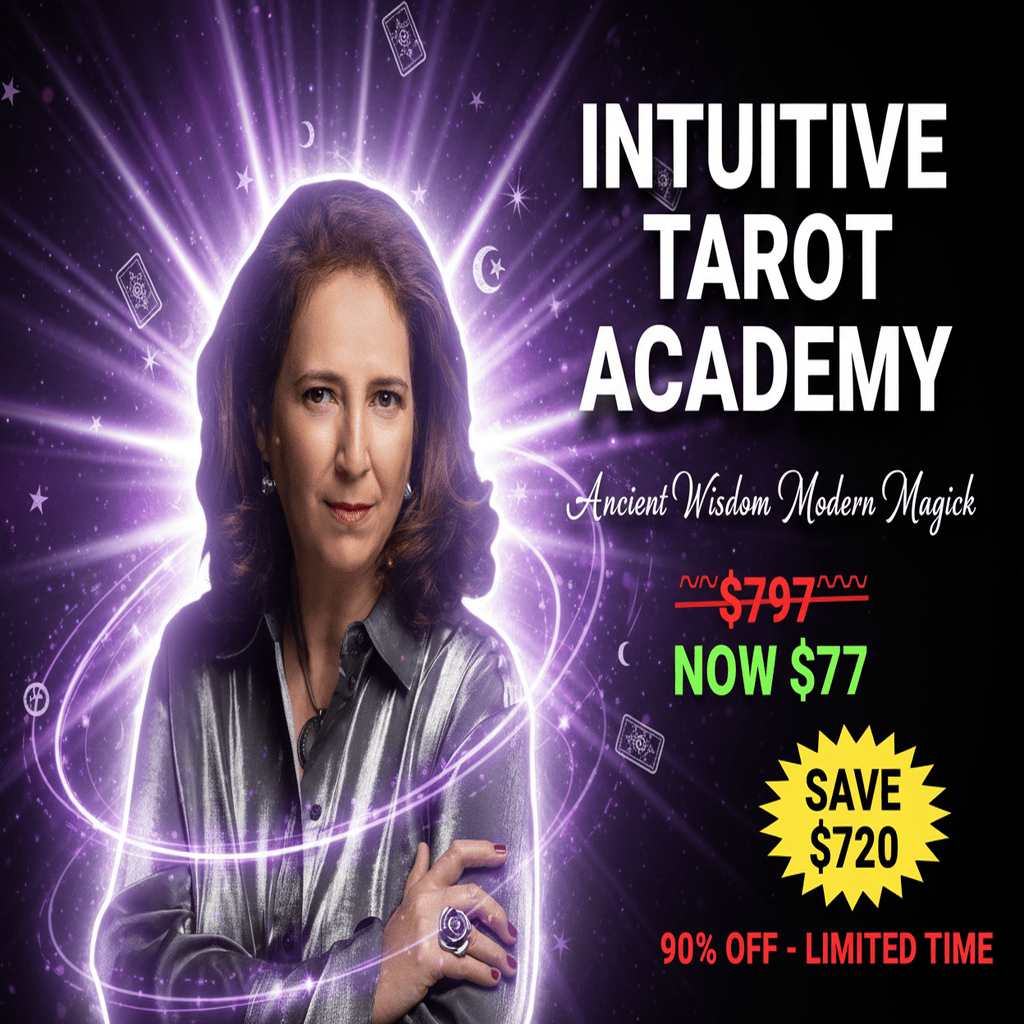 INTUITIVE
TAROT
ACADEMY
Ancient Wisdom Modern Magick
$797
NOW $77
SAVE
$720
90% OFF - LIMITED TIME